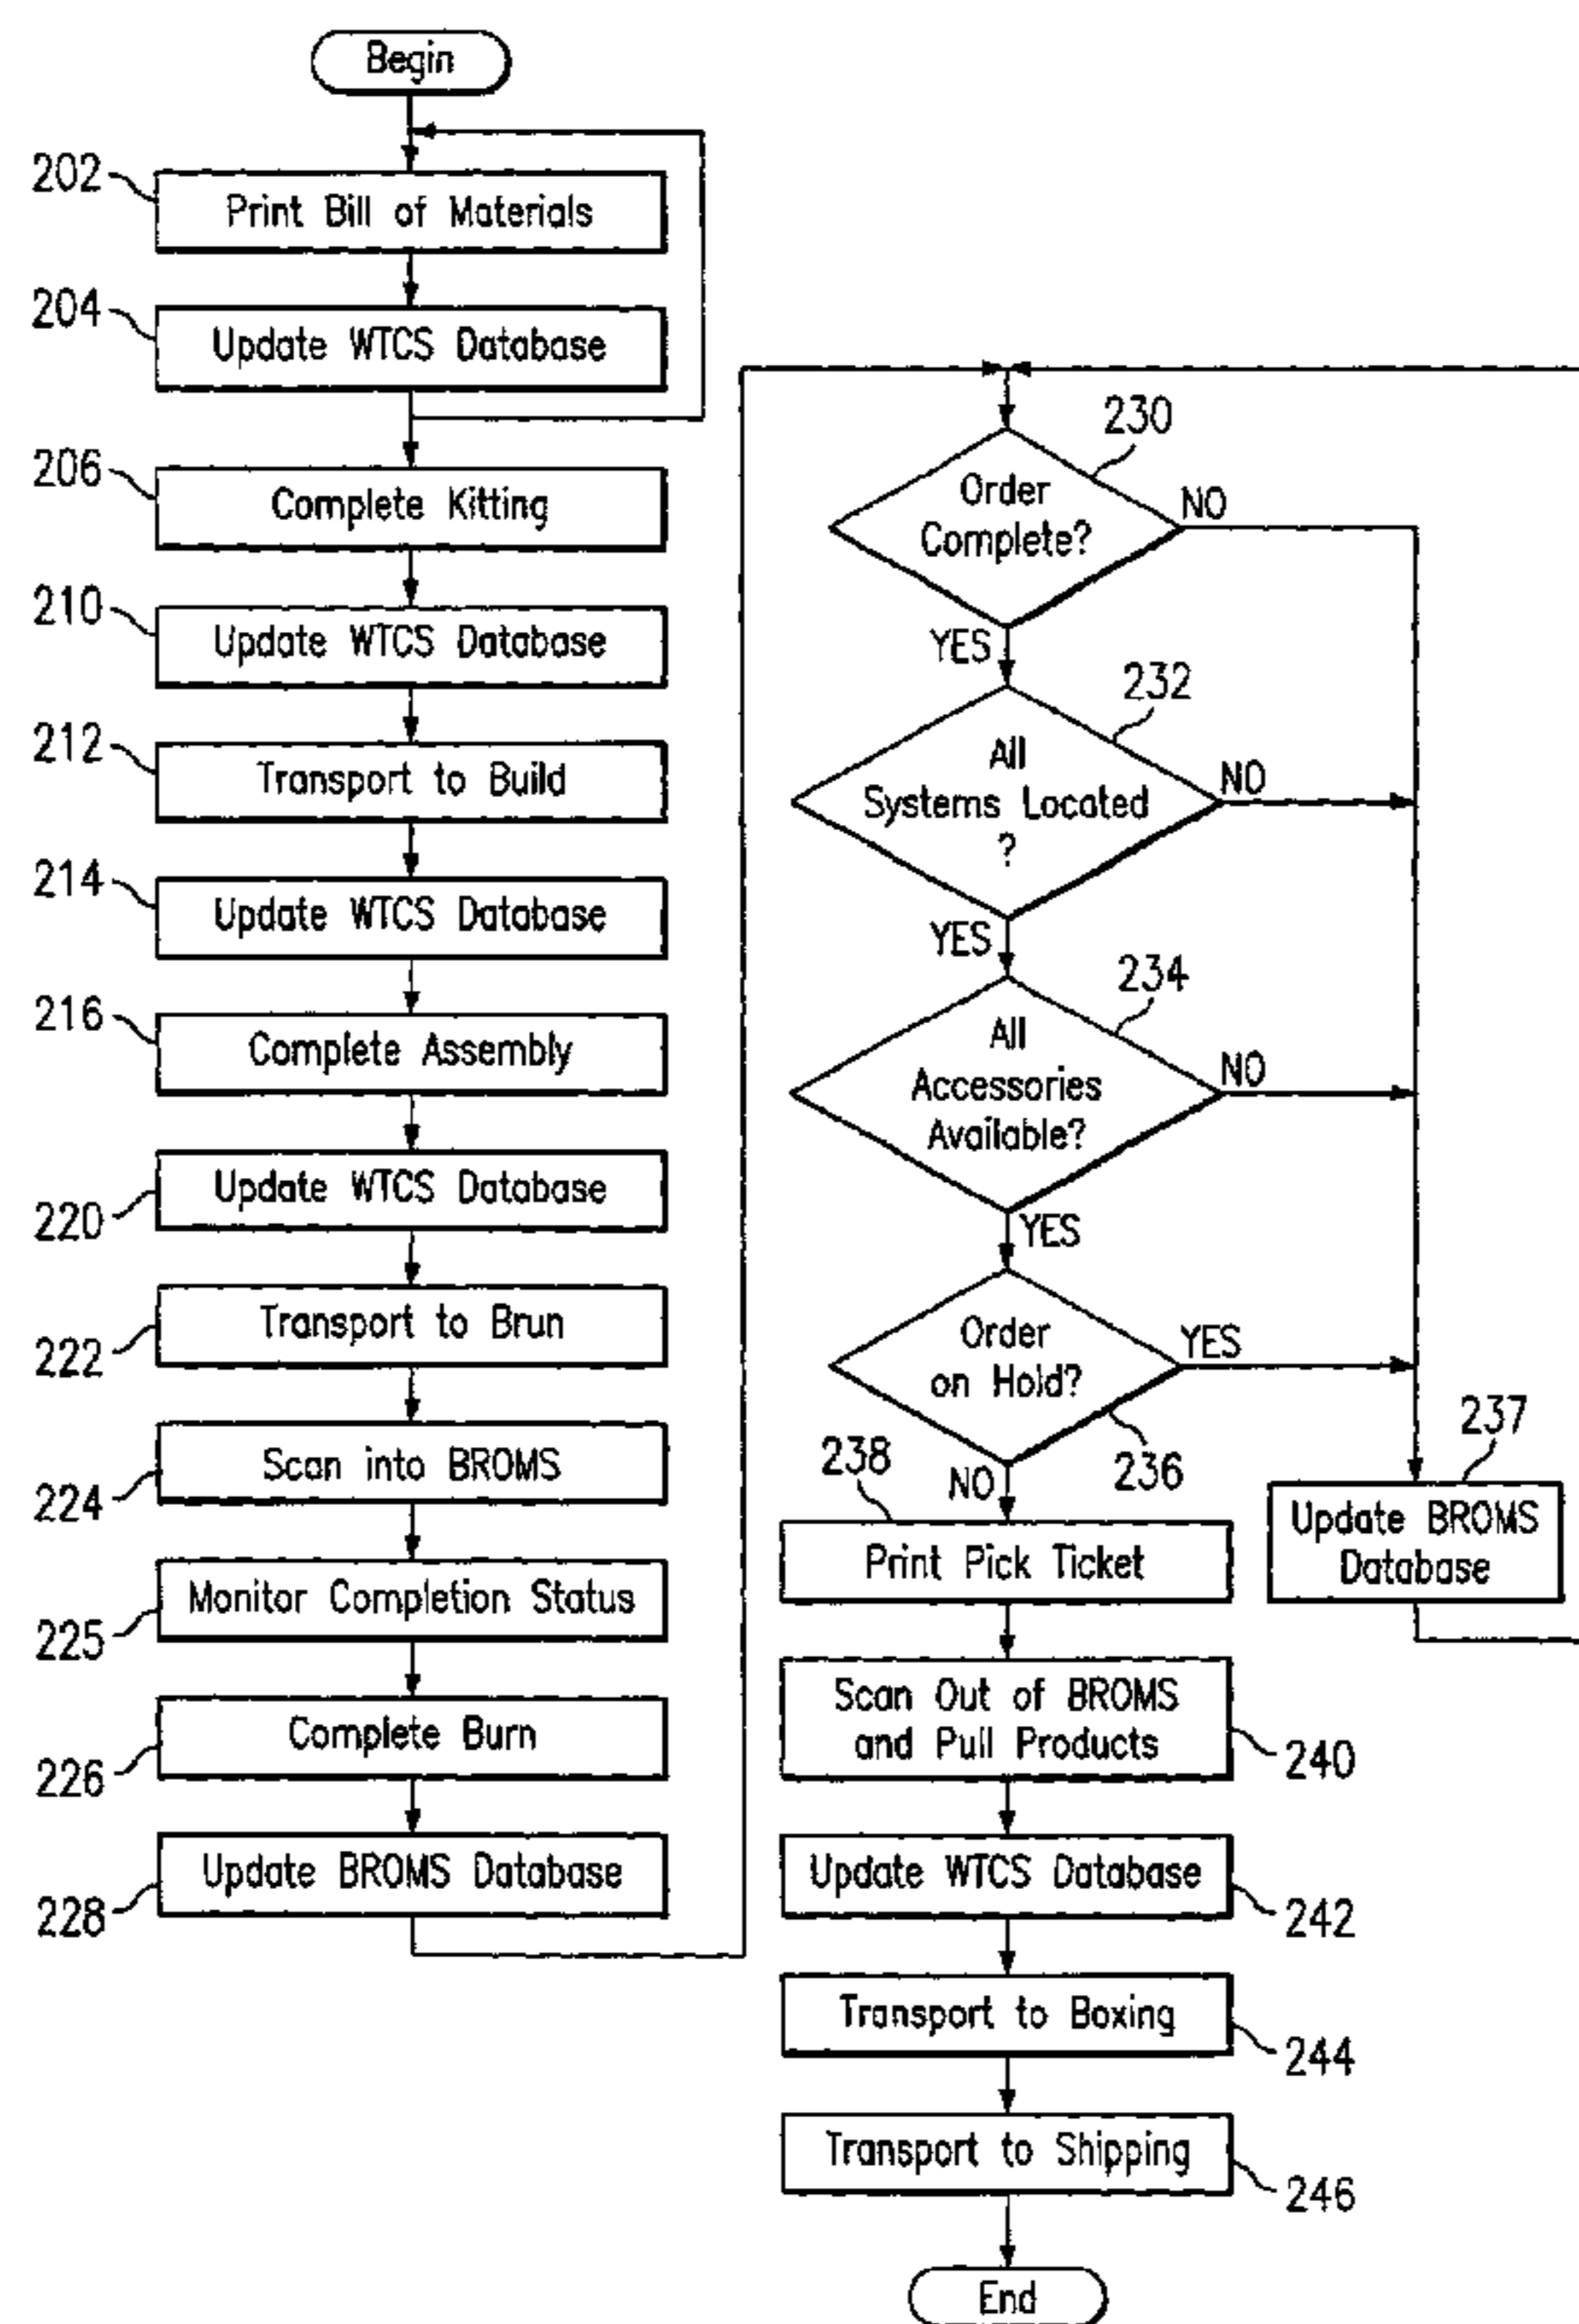 Begin
202
Print Bill of Materials
204
Update WTCS Database
206
Complete Kitting
210
Update WTCS Database
212
Transport to Build
214
Update WTCS Database
216
Complete Assembly
Update WTCS Database
220
Transport to Brun
222
Scan into BROMS
224
Monitor Completion Status
225
Complete Burn
226
Update BROMS Database
228
230
Order
Complete?
NO
YES
232
All
Systems Located
?
NO
YES
234
All
Accessories
Available?
NO
YES
Order
on Hold?
YES
236
NO
237
Update BROMS
Database
238
Print Pick Ticket
Scan Out of BROMS
and Pull Products
240
Update WTCS Database
242
Transport to Boxing
244
Transport to Shipping
246
End